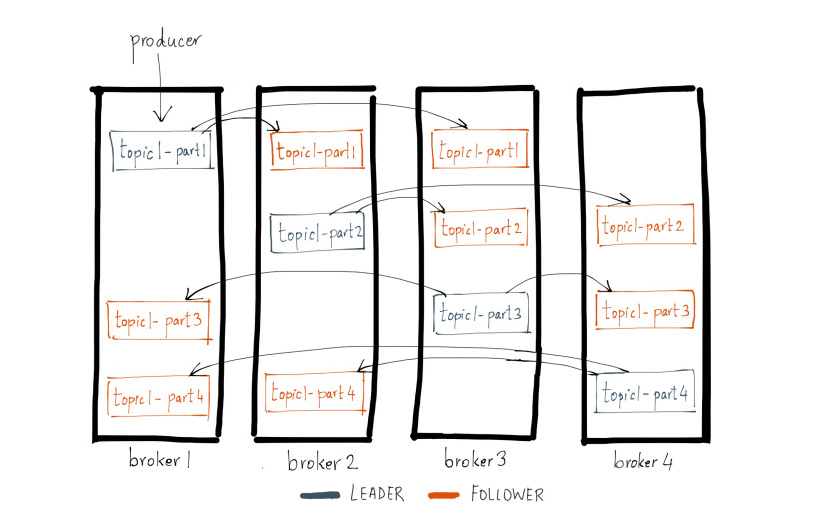 producer
topic1-part1
topic1-part1
topic1-part1
topic1-part2
topic1-part2
topic1-part2
topic1-part3
topic1-part3
topic1-part3
topic1-part4
topic1-part4
topic1-part4
broker 1
broker 2
broker 3
broker 4
LEADER
FOLLOWER